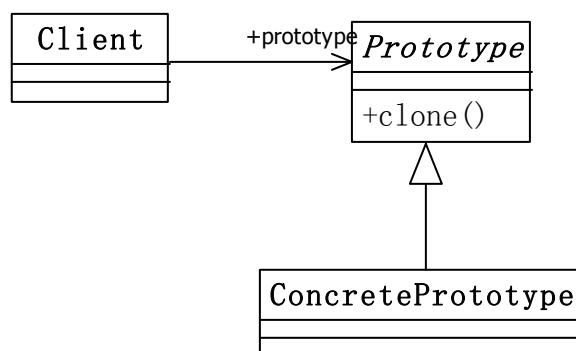 Client
+prototype
Prototype
+clone()
ConcretePrototype